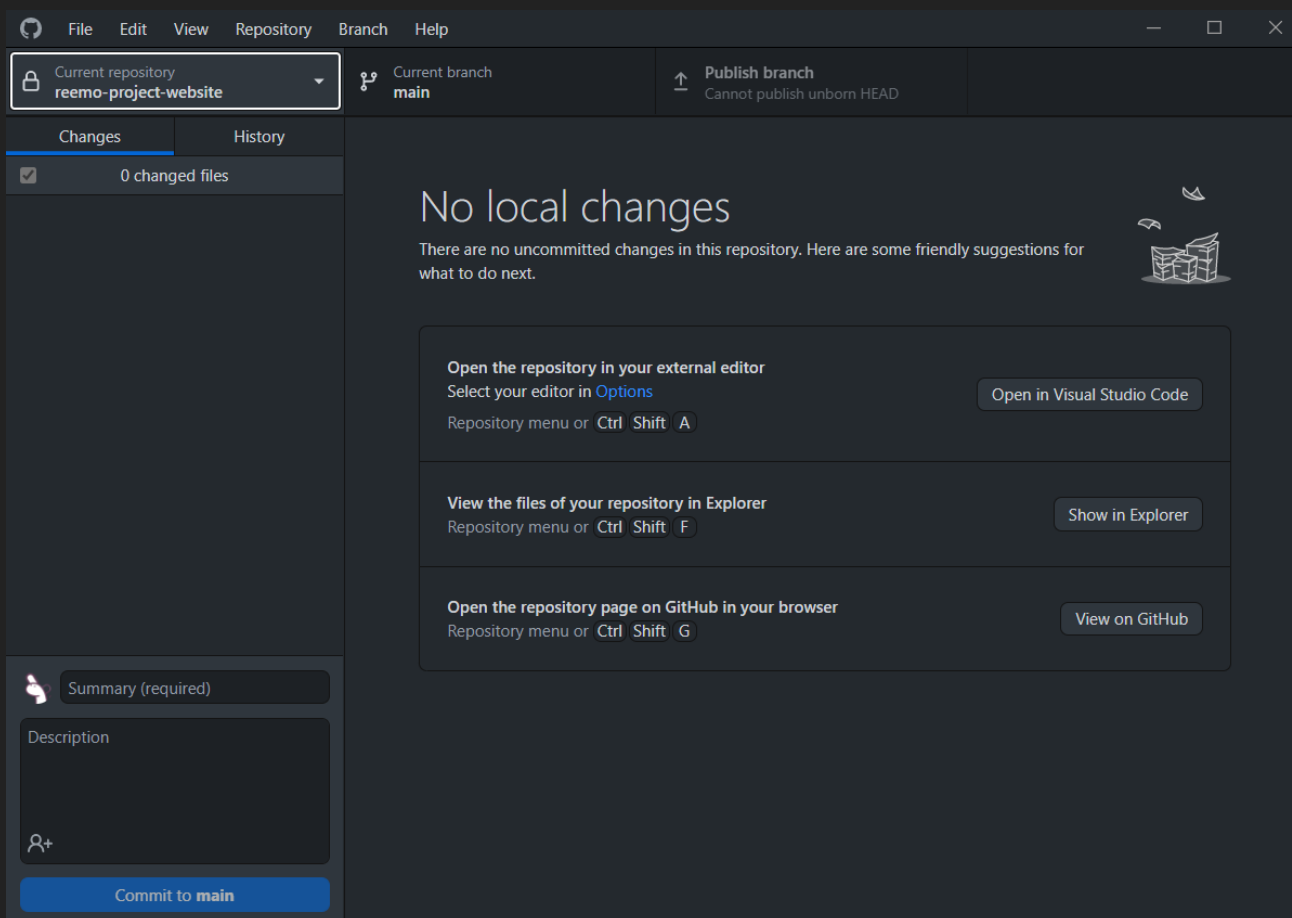 File Edit View Repository Branch Help
Current repository
reemo-project-website
Current branch
main
Publish branch
Cannot publish unborn HEAD
Changes
History
0 changed files
No local changes
There are no uncommitted changes in this repository. Here are some friendly suggestions for
what to do next.
Open the repository in your external editor
Select your editor in Options
Repository menu or Ctrl Shift A
Open in Visual Studio Code
View the files of your repository in Explorer
Repository menu or Ctrl Shift F
Show in Explorer
Open the repository page on GitHub in your browser
Repository menu or Ctrl Shift G
View on GitHub
Summary (required)
Description
Commit to main